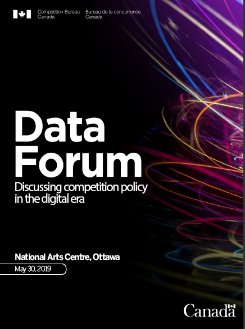 Competition Bureau
Canada
Bureau de la concurrence
Canada
Data
Forum
Discussing competition policy
in the digital era
National Arts Centre, Ottawa
May 30, 2019
Canada